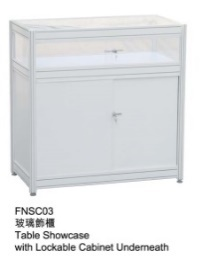 FNSC03
玻璃飾櫃
Table Showcase
with Lockable Cabinet Underneath